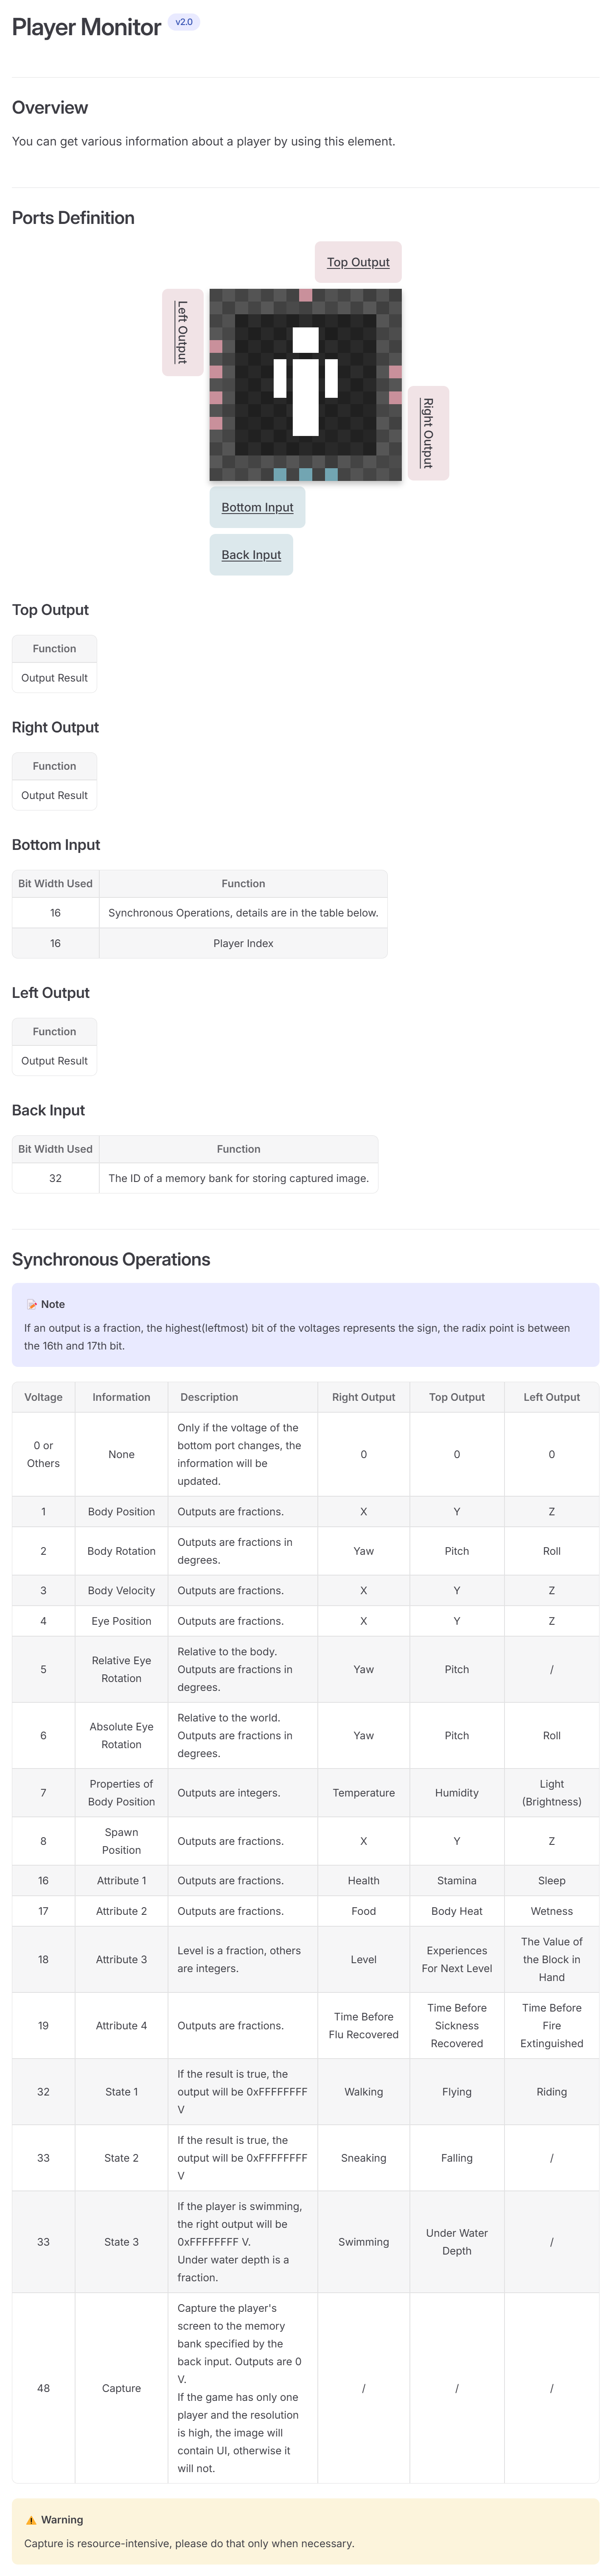 Player Monitor v2.0
Overview
You can get various information about a player by using this element.
Ports Definition
Top Output
Left Output
Right Output
Bottom Input
Back Input
Top Output
Function
Output Result
Right Output
Function
Output Result
Bottom Input
Bit Width Used Function
16 Synchronous Operations, details are in the table below.
16 Player Index
Left Output
Function
Output Result
Back Input
Bit Width Used Function
32 The ID of a memory bank for storing captured image.
Synchronous Operations
📝 Note
If an output is a fraction, the highest(leftmost) bit of the voltages represents the sign, the radix point is between
the 16th and 17th bit.
Voltage Information Description Right Output Top Output Left Output
0 or
Others
None
Only if the voltage of the
bottom port changes, the
information will be
updated.
0 0 0
1 Body Position Outputs are fractions. X Y Z
2 Body Rotation
Outputs are fractions in
degrees.
Yaw Pitch Roll
3 Body Velocity Outputs are fractions. X Y Z
4 Eye Position Outputs are fractions. X Y Z
5
Relative Eye
Rotation
Relative to the body.
Outputs are fractions in
degrees.
Yaw Pitch /
6
Absolute Eye
Rotation
Relative to the world.
Outputs are fractions in
degrees.
Yaw Pitch Roll
7
Properties of
Body Position
Outputs are integers.
Temperature Humidity
Light
(Brightness)
8
Spawn
Position
Outputs are fractions.
X Y Z
16 Attribute 1 Outputs are fractions. Health Stamina Sleep
17 Attribute 2 Outputs are fractions. Food Body Heat Wetness
18 Attribute 3
Level is a fraction, others
are integers.
Level
Experiences
For Next Level
The Value of
the Block in
Hand
19 Attribute 4 Outputs are fractions.
Time Before
Flu Recovered
Time Before
Sickness
Recovered
Time Before
Fire
Extinguished
32 State 1
If the result is true, the
output will be 0xFFFFFFFF
V
Walking Flying Riding
33 State 2
If the result is true, the
output will be 0xFFFFFFFF
V
Sneaking Falling /
33 State 3
If the player is swimming,
the right output will be
0xFFFFFFFF V.
Under water depth is a
fraction.
Swimming
Under Water
Depth
/
48 Capture
Capture the player's
screen to the memory
bank specified by the
back input. Outputs are 0
V.
If the game has only one
player and the resolution
is high, the image will
contain UI, otherwise it
will not.
/ / /
⚠️ Warning
Capture is resource-intensive, please do that only when necessary.